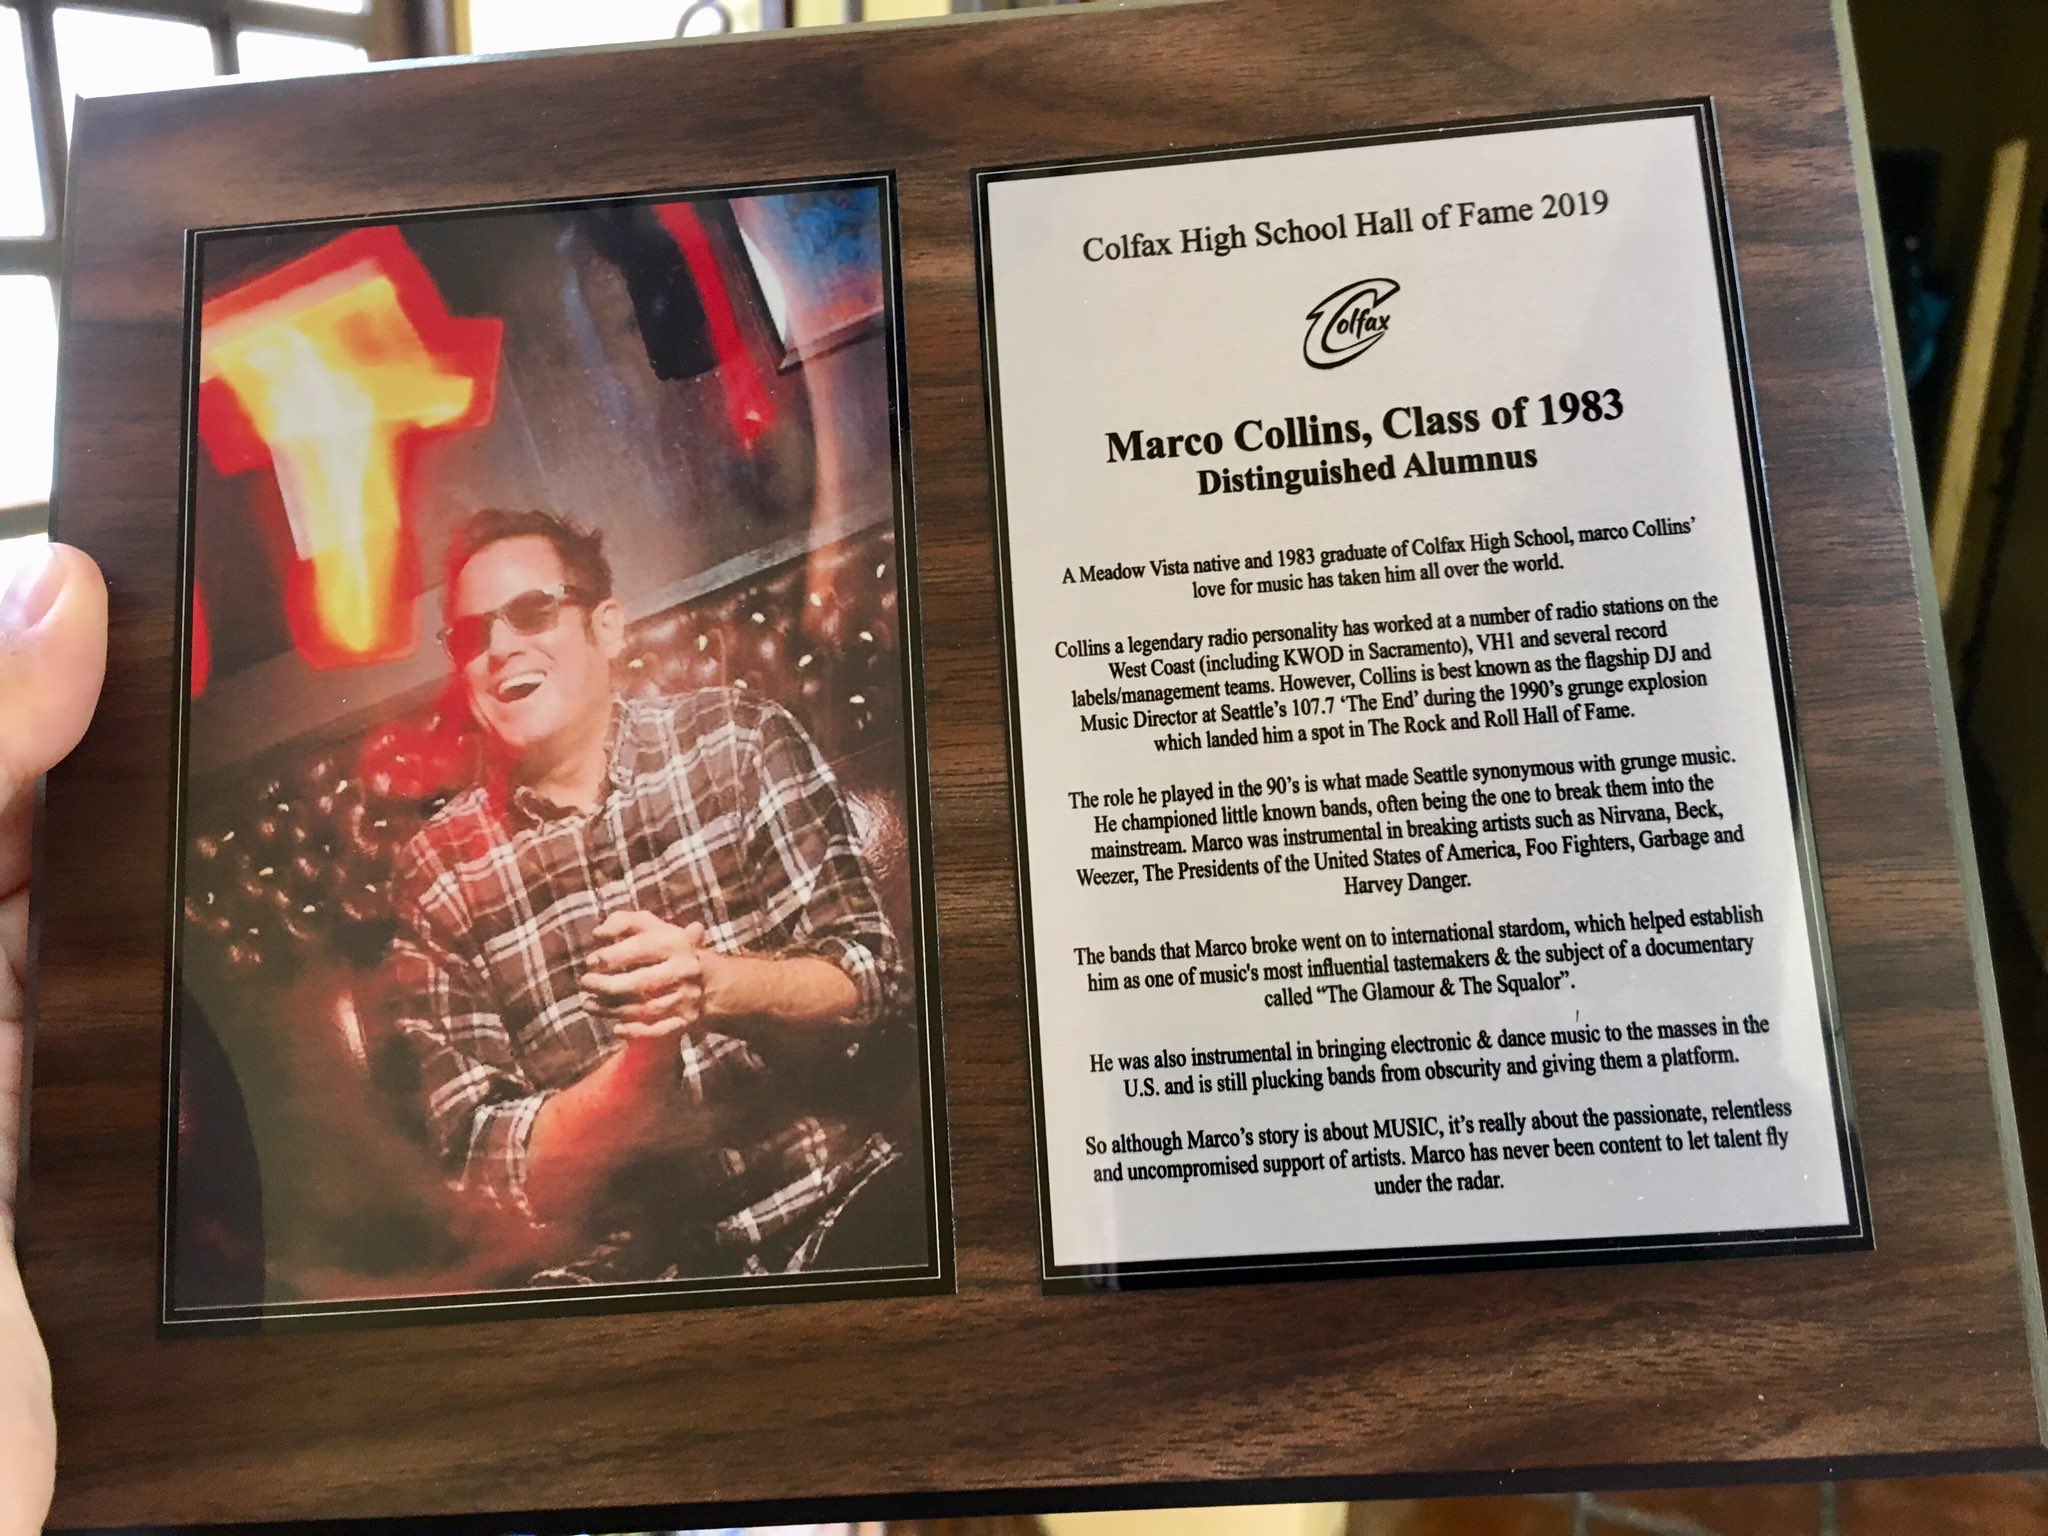 Colfax High School Hall of Fame 2019
Colfax
Marco Collins, Class of 1983
Distinguished Alumnus
A Meadow Vista native and 1983 graduate of Colfax High School, marco Collins'
love for music has taken him all over the world.
Collins a legendary radio personality has worked at a number of radio stations on the
West Coast (including KWOD in Sacramento), VH1 and several record
labels/management teams. However, Collins is best known as the flagship DJ and
Music Director at Seattle's 107.7 'The End' during the 1990's grunge explosion
which landed him a spot in The Rock and Roll Hall of Fame.
The role he played in the 90's is what made Seattle synonymous with grunge music.
He championed little known bands, often being the one to break them into the
mainstream. Marco was instrumental in breaking artists such as Nirvana, Beck,
Weezer, The Presidents of the United States of America, Foo Fighters, Garbage and
Harvey Danger.
The bands that Marco broke went on to international stardom, which helped establish
him as one of music's most influential tastemakers & the subject of a documentary
called “The Glamour & The Squalor”.
He was also instrumental in bringing electronic & dance music to the masses in the
U.S. and is still plucking bands from obscurity and giving them a platform.
So although Marco's story is about MUSIC, it's really about the passionate, relentless
and uncompromised support of artists. Marco has never been content to let talent fly
under the radar.